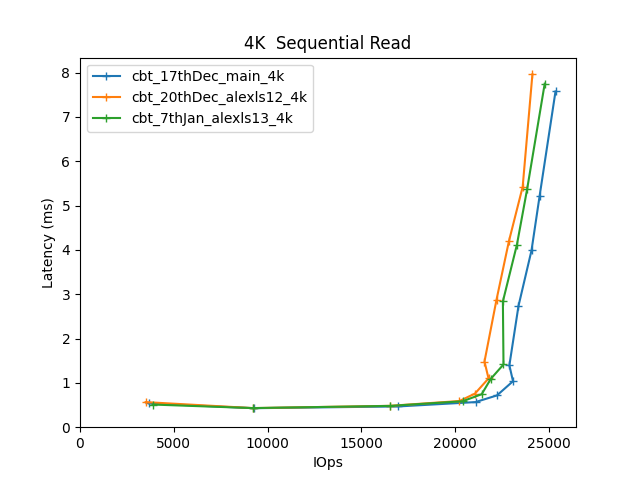 4K  Sequential Read
cbt_17thDec_main_4k
cbt_20thDec_alexls12_4k
cbt_7thJan_alexls13_4k
Latency (ms)
8
7
6
5
4
3
2
1
0
0 5000 10000 15000 20000 25000
IOps